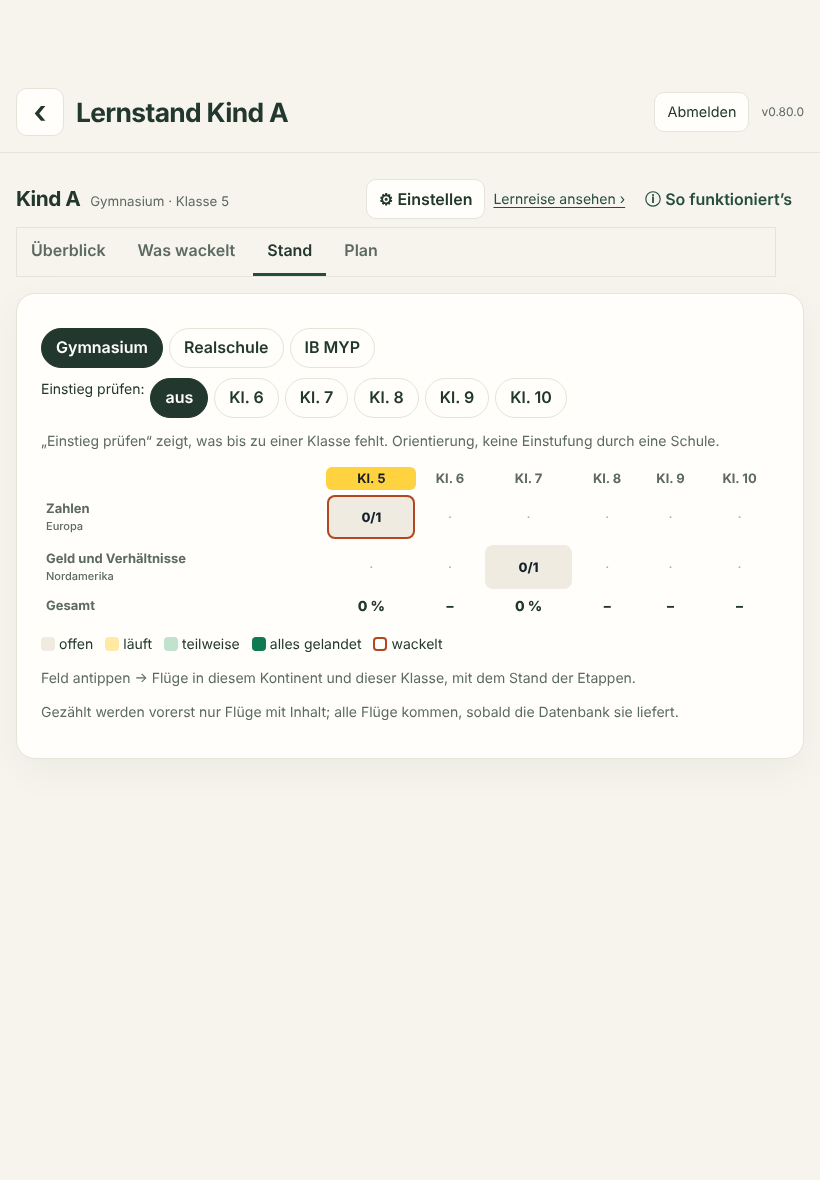 ‹ Lernstand Kind A Abmelden v0.80.0
Kind A Gymnasium · Klasse 5 ⚙ Einstellen Lernreise ansehen › ⓘ So funktioniert’s
Überblick Was wackelt Stand Plan
Gymnasium Realschule IB MYP
Einstieg prüfen: aus Kl. 6 Kl. 7 Kl. 8 Kl. 9 Kl. 10
„Einstieg prüfen“ zeigt, was bis zu einer Klasse fehlt. Orientierung, keine Einstufung durch eine Schule.
Kl. 5 Kl. 6 Kl. 7 Kl. 8 Kl. 9 Kl. 10
Zahlen
Europa
0/1 · · · · ·
Geld und Verhältnisse
Nordamerika
· · 0/1 · · ·
Gesamt 0 % – 0 % – – –
offen läuft teilweise alles gelandet wackelt
Feld antippen → Flüge in diesem Kontinent und dieser Klasse, mit dem Stand der Etappen.
Gezählt werden vorerst nur Flüge mit Inhalt; alle Flüge kommen, sobald die Datenbank sie liefert.